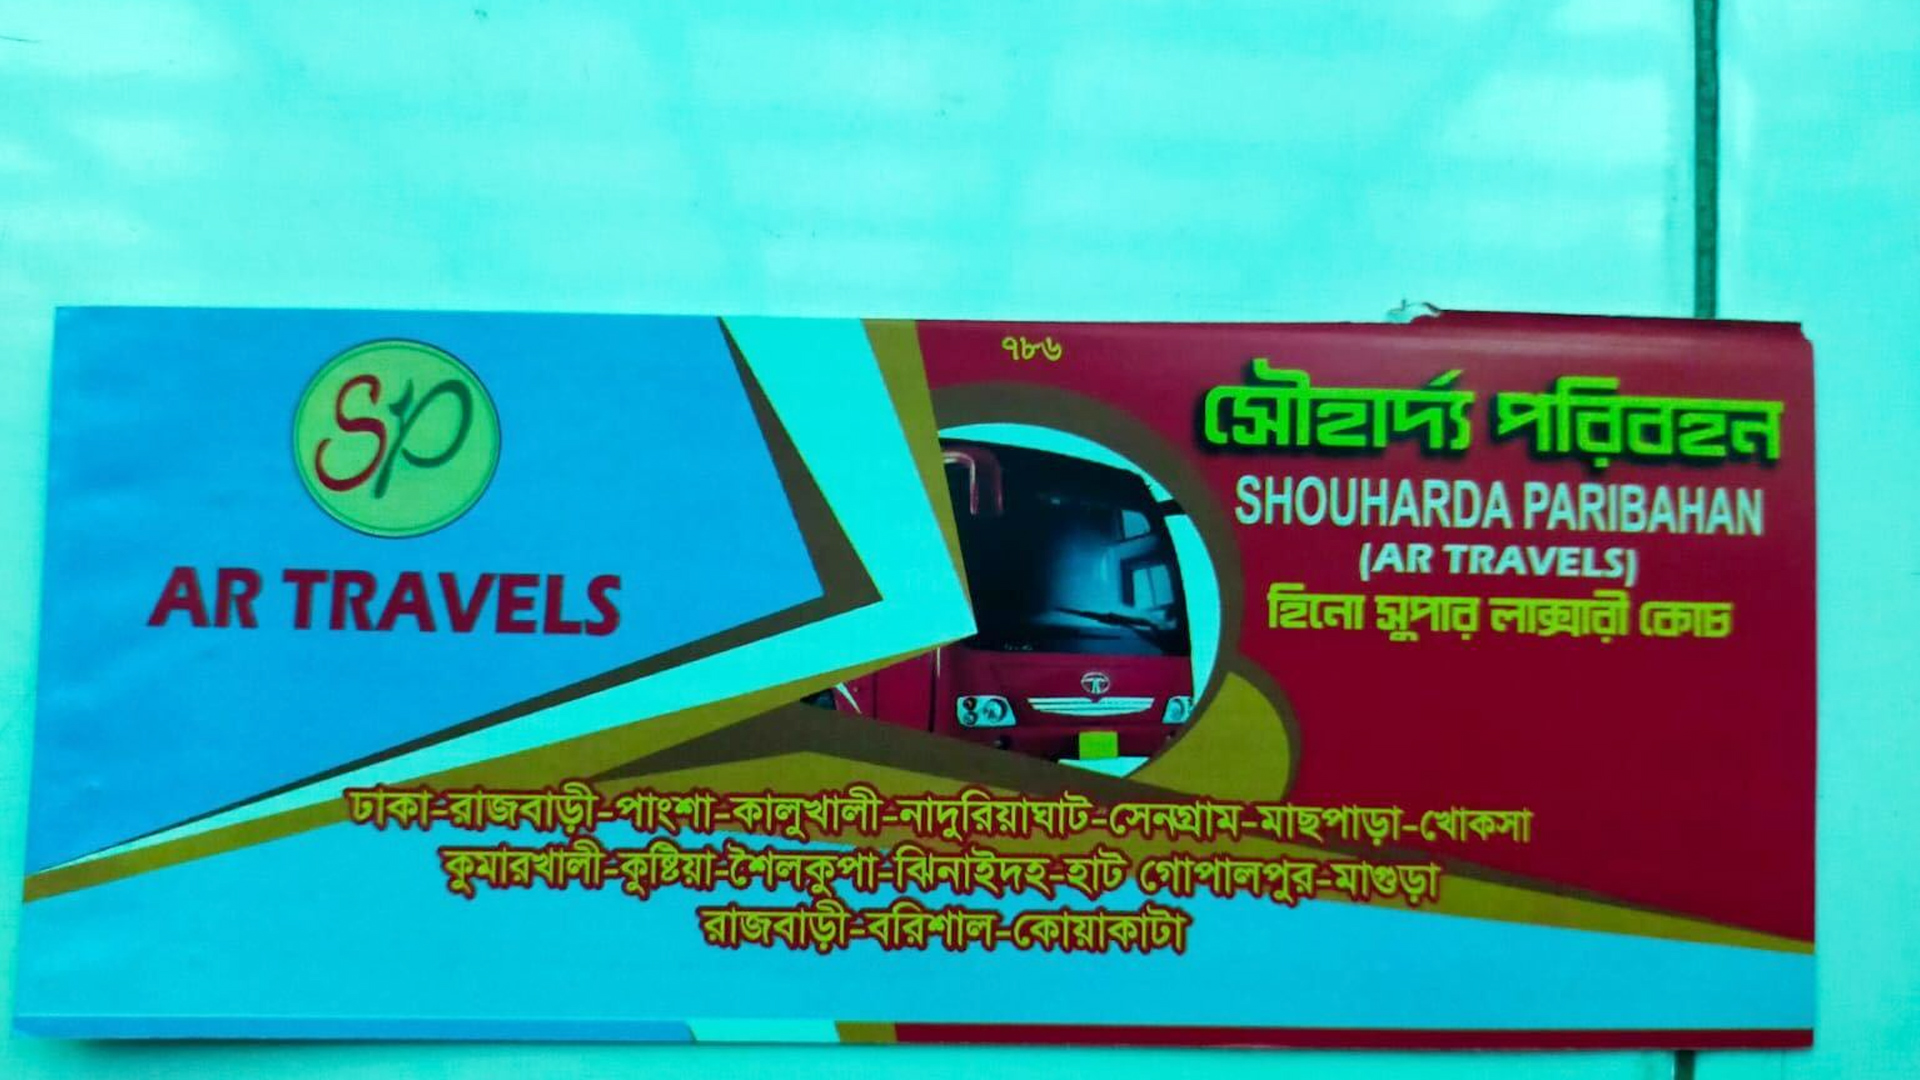 SP
AR TRAVELS
৭৮৬
সৌহার্দ্য পরিবহন
SHOUHARDA PARIBAHAN
(AR TRAVELS)
হিনো সুপার লাক্সারী কোচ
ঢাকা-রাজবাড়ী-পাংশা-কালুখালী-নাদুরিয়াঘাট-সেনগ্রাম-মাছপাড়া-খোকসা
কুমারখালী-কুষ্টিয়া-শৈলকুপা-ঝিনাইদহ-হাট গোপালপুর-মাগুড়া
রাজবাড়ী-বরিশাল-কোয়াকাটা